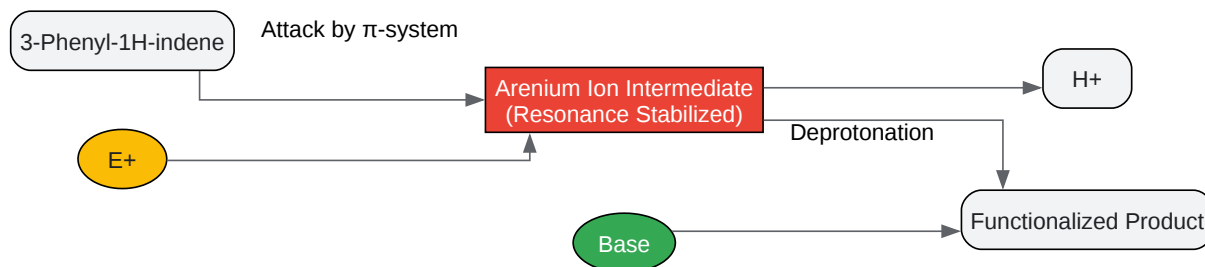 3-Phenyl-1H-indene
Attack by π-system
Arenium Ion Intermediate
(Resonance Stabilized)
H+
E+
Deprotonation
Functionalized Product
Base